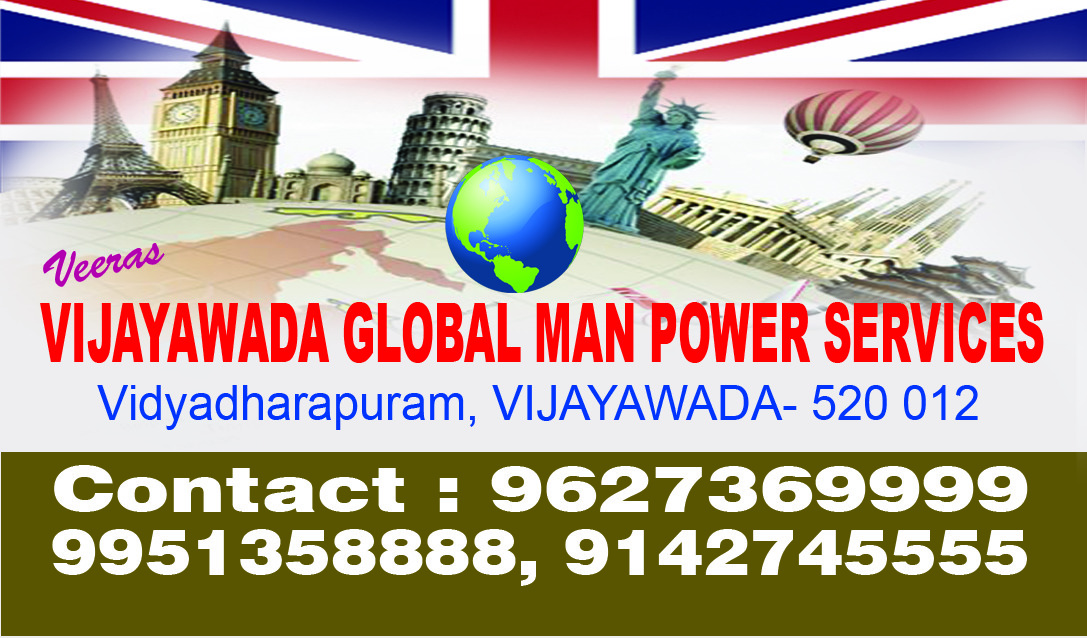 Veeras
VIJAYAWADA GLOBAL MAN POWER SERVICES
Vidyadharapuram, VIJAYAWADA- 520 012
Contact : 9627369999
9951358888, 9142745555